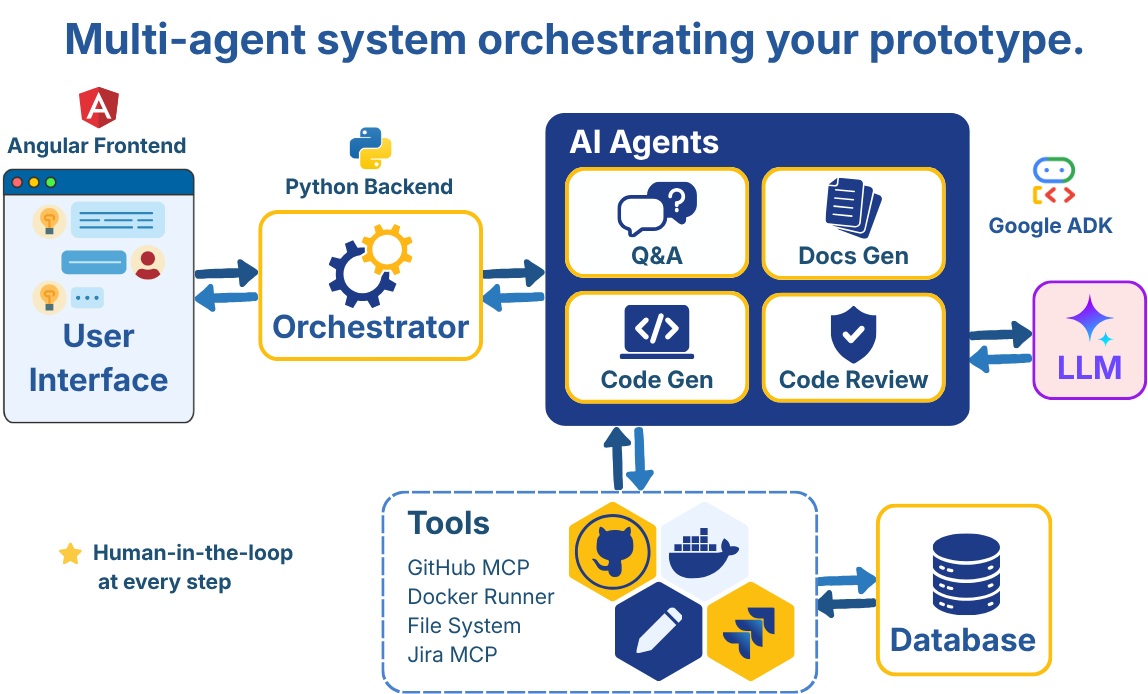 Multi-agent system orchestrating your prototype.
Angular Frontend
User
Interface
Python Backend
Orchestrator
AI Agents
Q&A
Docs Gen
Code Gen
Code Review
Google ADK
LLM
Human-in-the-loop
at every step
Tools
GitHub MCP
Docker Runner
File System
Jira MCP
Database